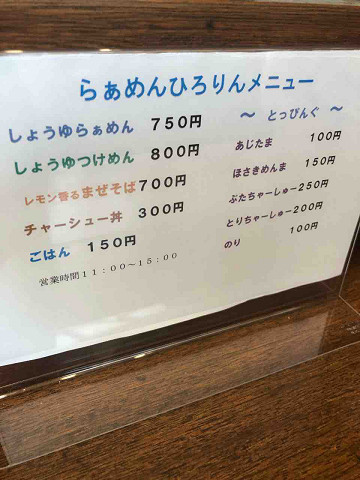 らぁめんひろりんメニュー
しょうゆらぁめん 750円
しょうゆつけめん 800円
レモン香るまぜそば700円
チャーシュー丼 300円
ごはん 150円
営業時間11:00～15:00
～ とっぴんぐ ～
あじたま 100円
ほさきめんま 150円
ぶたちゃーしゅー250円
とりちゃーしゅー200円
のり 100円